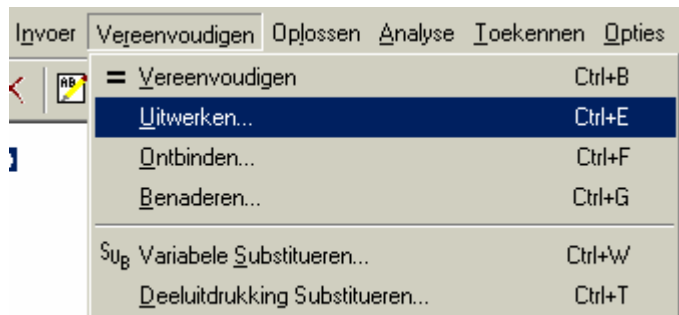 Invoer Vereenvoudigen Oplossen Analyse Toekennen Opties
AB
= Vereenvoudigen Ctrl+B
Uitwerken... Ctrl+E
Ontbinden... Ctrl+F
Benaderen... Ctrl+G
SUB Variabele Substitueren... Ctrl+W
Deeluitdrukking Substitueren... Ctrl+T